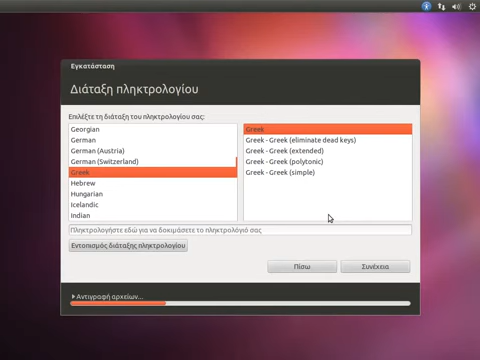 Εγκατάσταση
Διάταξη πληκτρολογίου
Επιλέξτε τη διάταξη του πληκτρολογίου σας:
Georgian
German
German (Austria)
German (Switzerland)
Greek
Hebrew
Hungarian
Icelandic
Indian
Greek
Greek - Greek (eliminate dead keys)
Greek - Greek (extended)
Greek - Greek (polytonic)
Greek - Greek (simple)
Πληκτρολογήστε εδώ για να δοκιμάσετε το πληκτρολόγιό σας
Εντοπισμός διάταξης πληκτρολογίου
Πίσω
Συνέχεια
Αντιγραφή αρχείων...